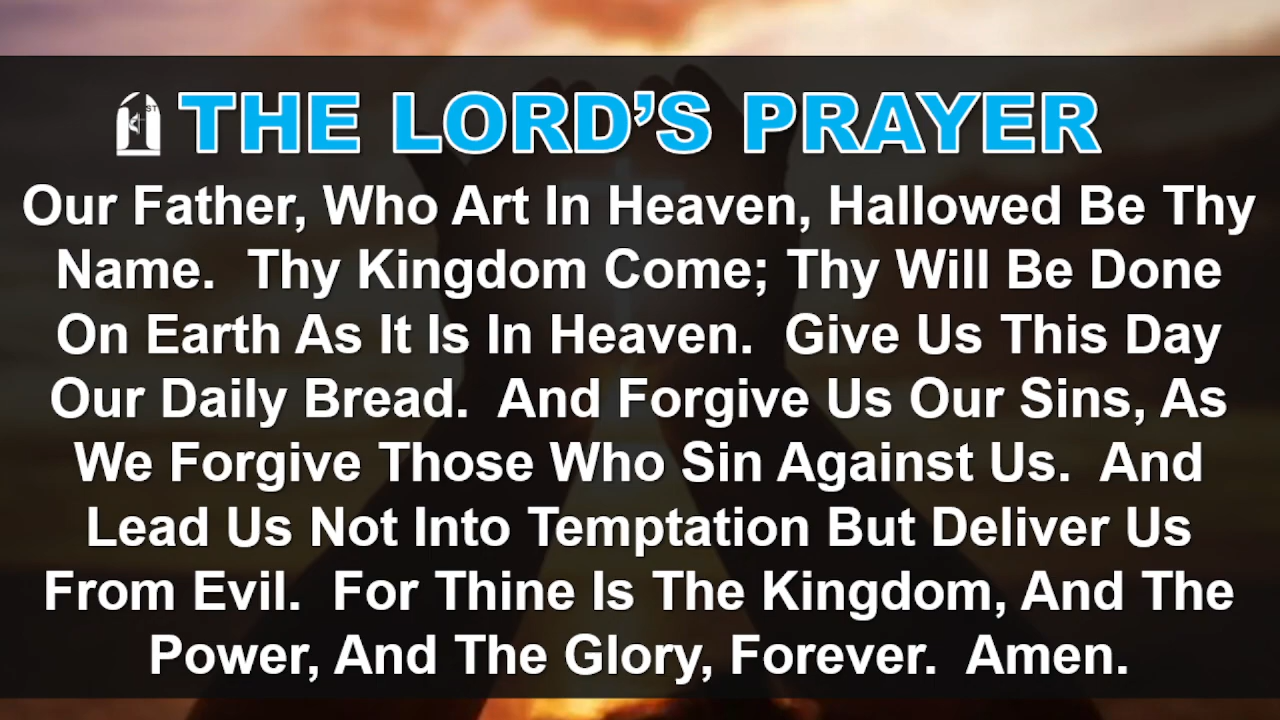 THE LORD’S PRAYER
Our Father, Who Art In Heaven, Hallowed Be Thy
Name.  Thy Kingdom Come; Thy Will Be Done
On Earth As It Is In Heaven.  Give Us This Day
Our Daily Bread.  And Forgive Us Our Sins, As
We Forgive Those Who Sin Against Us.  And
Lead Us Not Into Temptation But Deliver Us
From Evil.  For Thine Is The Kingdom, And The
Power, And The Glory, Forever.  Amen.